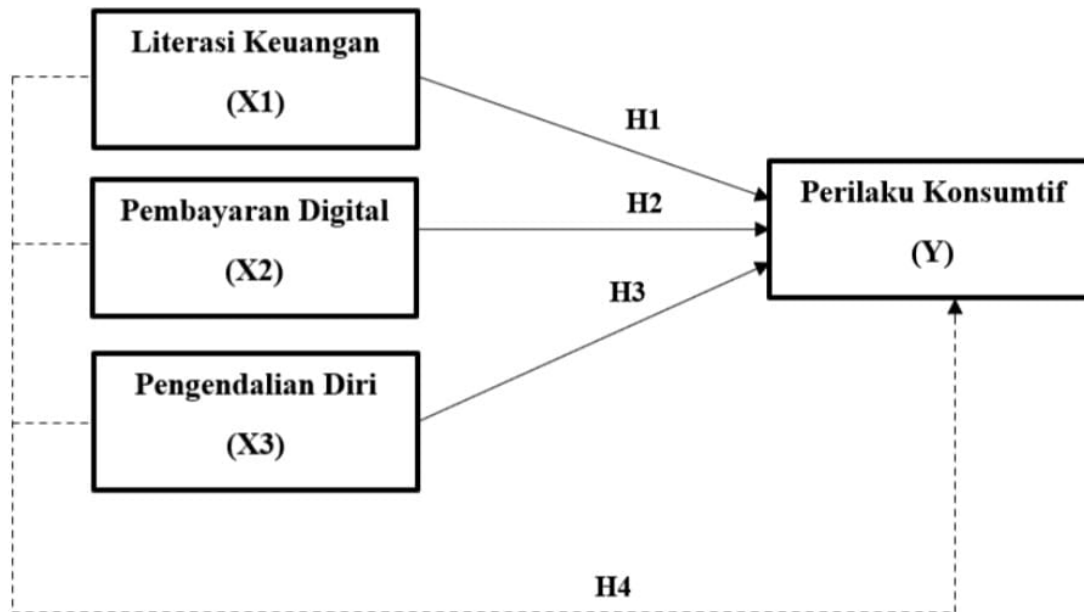 Literasi Keuangan
(X1)
H1
Pembayaran Digital
(X2)
H2
Perilaku Konsumtif
(Y)
H3
Pengendalian Diri
(X3)
H4